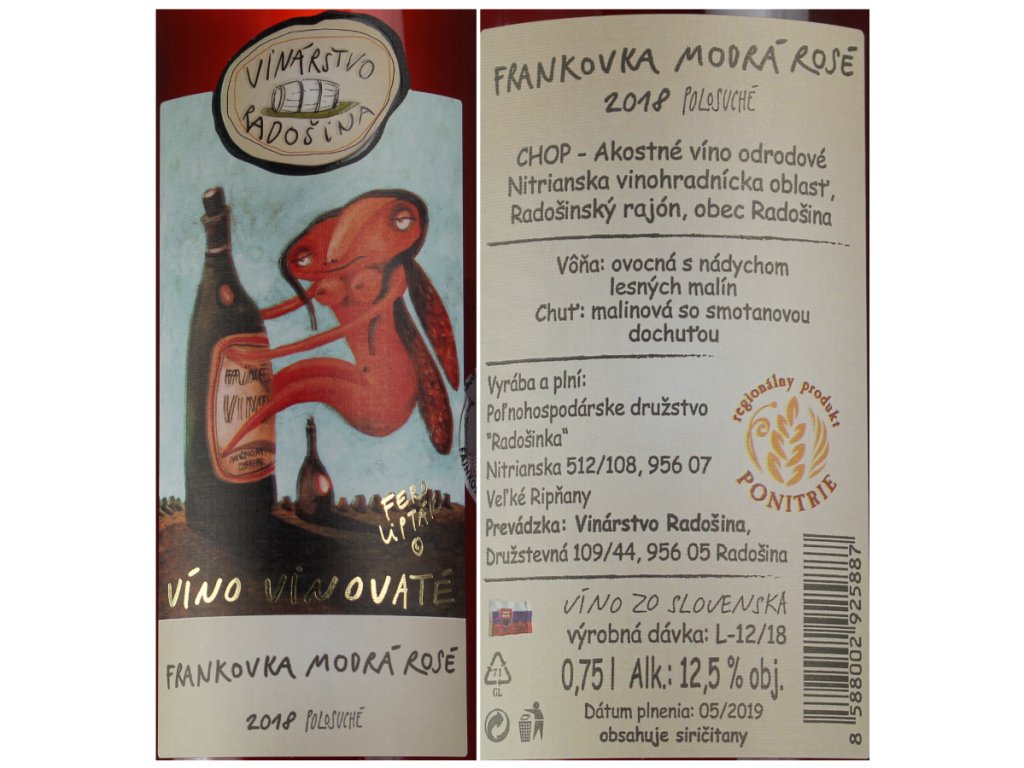 VINÁRSTVO
RADOŠINA
VINO
FERO
LIPTÁK
©
VÍNO VINOVATÉ
FRANKOVKA MODRÁ ROSÉ
2018 POLOSUCHÉ
FRANKOVKA MODRÁ ROSÉ
2018 POLOSUCHÉ
CHOP - Akostné víno odrodové
Nitrianska vinohradnícka oblasť,
Radošinský rajón, obec Radošina
Vôňa: ovocná s nádychom
lesných malín
Chuť: malinová so smotanovou
dochuťou
Vyrába a plní:
Poľnohospodárske družstvo
"Radošinka"
Nitrianska 512/108, 956 07
Veľké Ripňany
Prevádzka: Vinárstvo Radošina,
Družstevná 109/44, 956 05 Radošina
regionálny produkt
PONITRIE
VÍNO ZO SLOVENSKA
výrobná dávka: L-12/18
71
GL
0,75 l Alk.: 12,5 % obj.
Dátum plnenia: 05/2019
obsahuje siričitany
8 588002 925887